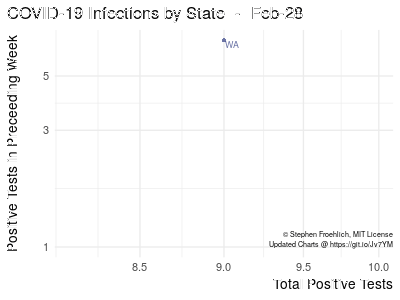 COVID-19 Infections by State - Feb-28
Positive Tests in Preceeding Week
5
3
1
WA
© Stephen Froehlich, MIT License
Updated Charts @ https://git.io/Jv7YM
8.5
9.0
9.5
10.0
Total Positive Tests